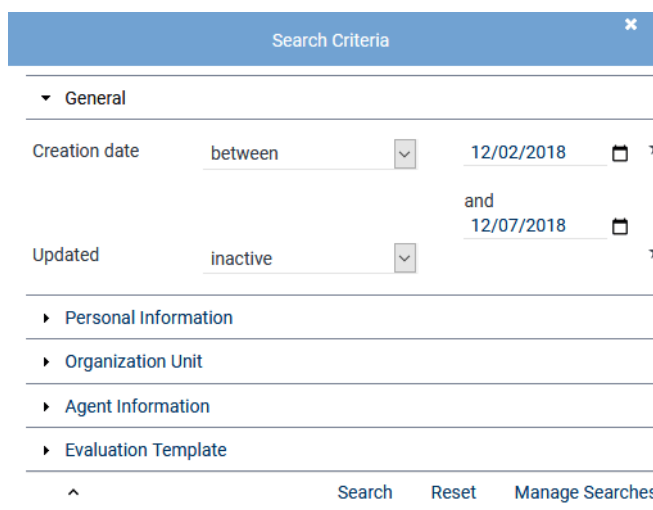 Search Criteria
General
Creation date between 12/02/2018
and
12/07/2018
Updated inactive
Personal Information
Organization Unit
Agent Information
Evaluation Template
Search Reset Manage Searches